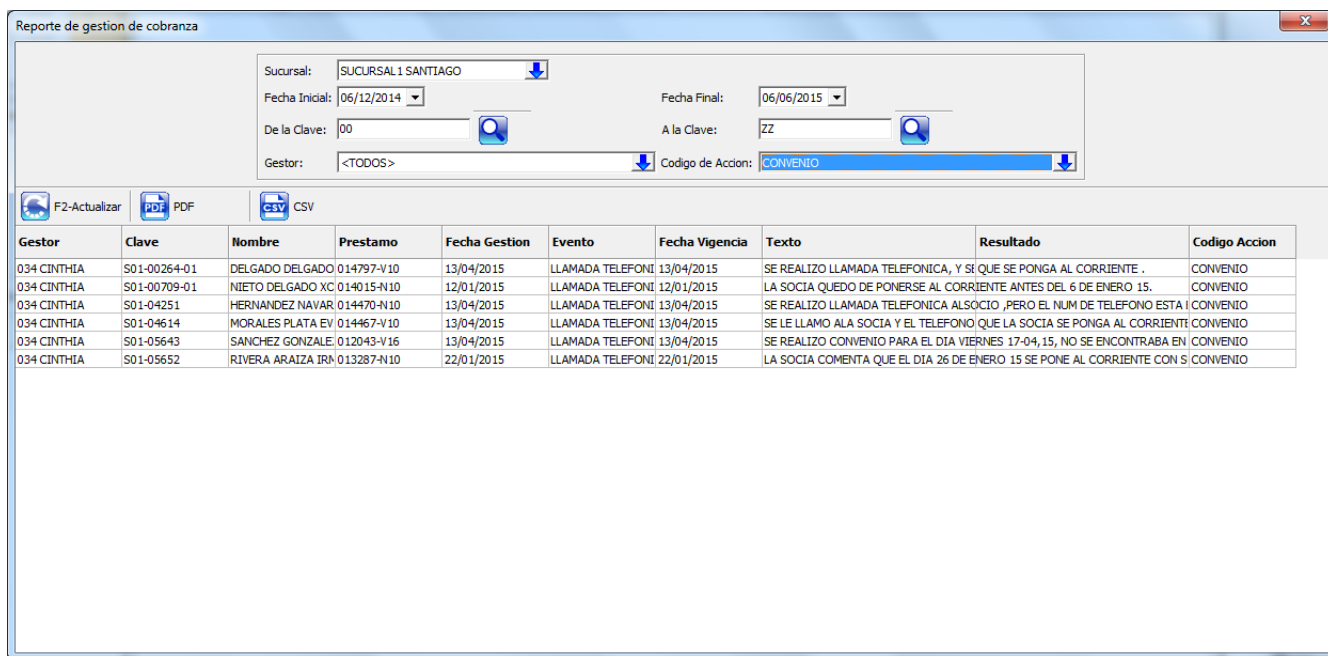 Reporte de gestion de cobranza
Sucursal: SUCURSAL1 SANTIAGO
Fecha Inicial: 06/12/2014 Fecha Final: 06/06/2015
De la Clave: 00 A la Clave: ZZ
Gestor: <TODOS> Codigo de Accion: CONVENIO
F2-Actualizar PDF PDF CSV CSV
Gestor Clave Nombre Prestamo Fecha Gestion Evento Fecha Vigencia Texto Resultado Codigo Accion
034 CINTHIA S01-00264-01 DELGADO DELGADO 014797-V10 13/04/2015 LLAMADA TELEFONI 13/04/2015 SE REALIZO LLAMADA TELEFONICA, Y SE QUE SE PONGA AL CORRIENTE . CONVENIO
034 CINTHIA S01-00709-01 NIETO DELGADO XO 014015-N10 12/01/2015 LLAMADA TELEFONI 12/01/2015 LA SOCIA QUEDO DE PONERSE AL CORRIENTE ANTES DEL 6 DE ENERO 15. CONVENIO
034 CINTHIA S01-04251 HERNANDEZ NAVAR 014470-N10 13/04/2015 LLAMADA TELEFONI 13/04/2015 SE REALIZO LLAMADA TELEFONICA ALSOCIO ,PERO EL NUM DE TELEFONO ESTA CONVENIO
034 CINTHIA S01-04614 MORALES PLATA EV 014467-V10 13/04/2015 LLAMADA TELEFONI 13/04/2015 SE LE LLAMO ALA SOCIA Y EL TELEFONO QUE LA SOCIA SE PONGA AL CORRIENTE CONVENIO
034 CINTHIA S01-05643 SANCHEZ GONZALE 012043-V16 13/04/2015 LLAMADA TELEFONI 13/04/2015 SE REALIZO CONVENIO PARA EL DIA VIERNES 17-04,15, NO SE ENCONTRABA EN CONVENIO
034 CINTHIA S01-05652 RIVERA ARAIZA IRM 013287-N10 22/01/2015 LLAMADA TELEFONI 22/01/2015 LA SOCIA COMENTA QUE EL DIA 26 DE ENERO 15 SE PONE AL CORRIENTE CON S CONVENIO